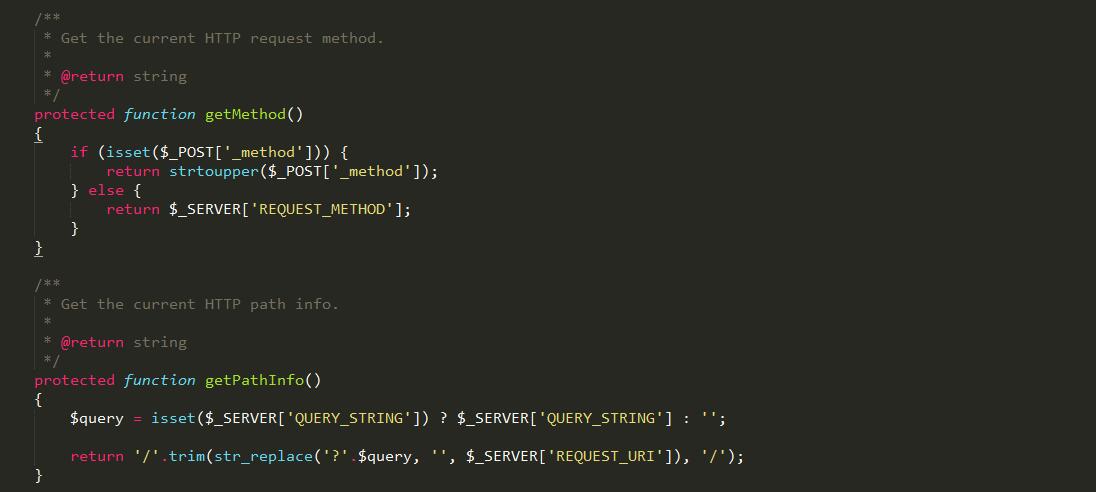 /**
 * Get the current HTTP request method.
 *
 * @return string
 */
protected function getMethod()
{
    if (isset($_POST['_method'])) {
        return strtoupper($_POST['_method']);
    } else {
        return $_SERVER['REQUEST_METHOD'];
    }
}

/**
 * Get the current HTTP path info.
 *
 * @return string
 */
protected function getPathInfo()
{
    $query = isset($_SERVER['QUERY_STRING']) ? $_SERVER['QUERY_STRING'] : '';

    return '/'.trim(str_replace('?'.$query, '', $_SERVER['REQUEST_URI']), '/');
}